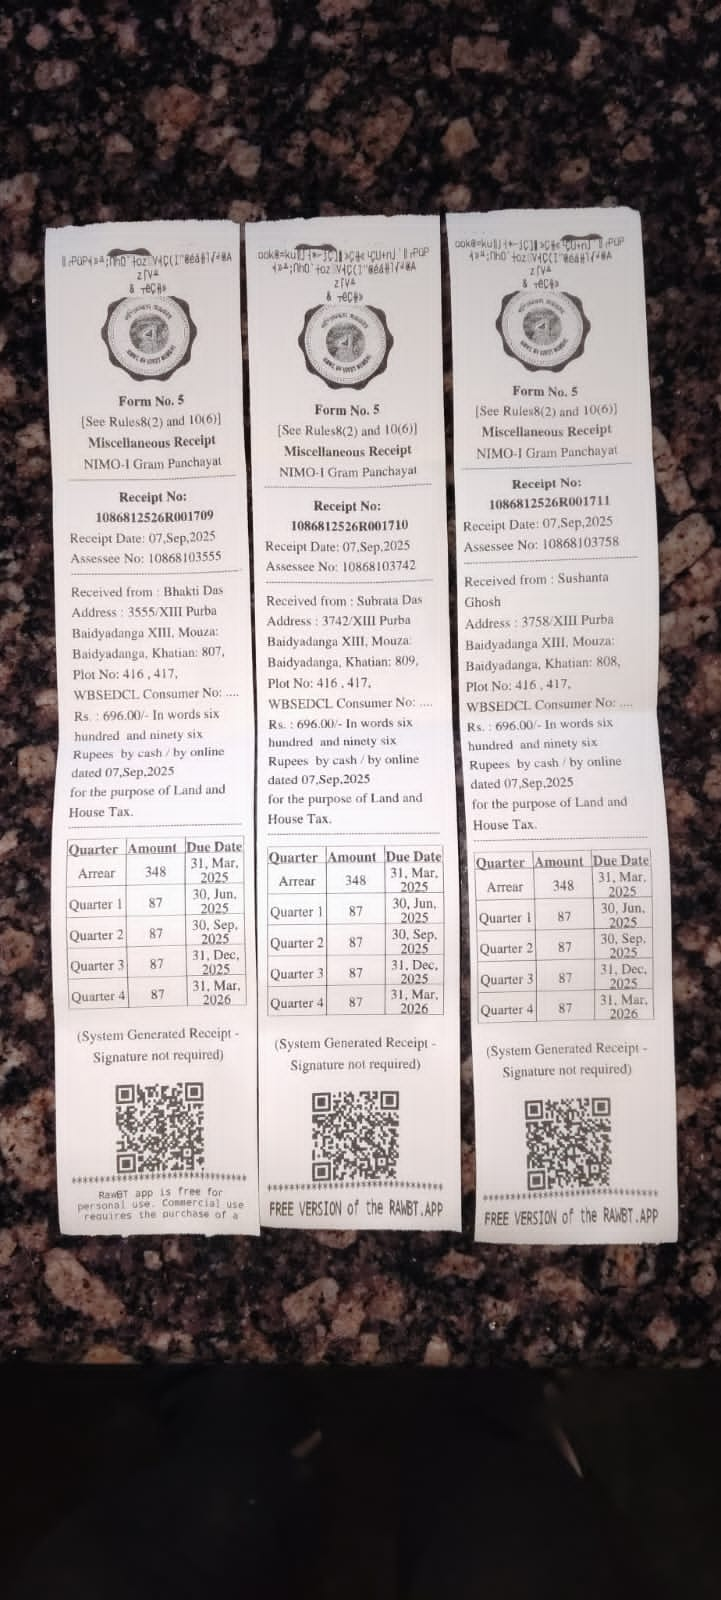 Form No. 5
[See Rules8(2) and 10(6)]
Miscellaneous Receipt
NIMO-I Gram Panchayat
Receipt No:
1086812526R001709
Receipt Date: 07,Sep,2025
Assessee No: 10868103555
Received from : Bhakti Das
Address : 3555/XIII Purba
Baidyadanga XIII, Mouza:
Baidyadanga, Khatian: 807,
Plot No: 416 , 417,
WBSEDCL Consumer No: ....
Rs. : 696.00/- In words six
hundred and ninety six
Rupees by cash / by online
dated 07,Sep,2025
for the purpose of Land and
House Tax.
Quarter Amount Due Date
Arrear 348 31, Mar, 2025
Quarter 1 87 30, Jun, 2025
Quarter 2 87 30, Sep, 2025
Quarter 3 87 31, Dec, 2025
Quarter 4 87 31, Mar, 2026
(System Generated Receipt -
Signature not required)
RawBT app is free for
personal use. Commercial use
requires the purchase of a
Form No. 5
[See Rules8(2) and 10(6)]
Miscellaneous Receipt
NIMO-I Gram Panchayat
Receipt No:
1086812526R001710
Receipt Date: 07,Sep,2025
Assessee No: 10868103742
Received from : Subrata Das
Address : 3742/XIII Purba
Baidyadanga XIII, Mouza:
Baidyadanga, Khatian: 809,
Plot No: 416 , 417,
WBSEDCL Consumer No: ....
Rs. : 696.00/- In words six
hundred and ninety six
Rupees by cash / by online
dated 07,Sep,2025
for the purpose of Land and
House Tax.
Quarter Amount Due Date
Arrear 348 31, Mar, 2025
Quarter 1 87 30, Jun, 2025
Quarter 2 87 30, Sep, 2025
Quarter 3 87 31, Dec, 2025
Quarter 4 87 31, Mar, 2026
(System Generated Receipt -
Signature not required)
FREE VERSION of the RAWBT.APP
Form No. 5
[See Rules8(2) and 10(6)]
Miscellaneous Receipt
NIMO-I Gram Panchayat
Receipt No:
1086812526R001711
Receipt Date: 07,Sep,2025
Assessee No: 10868103758
Received from : Sushanta
Ghosh
Address : 3758/XIII Purba
Baidyadanga XIII, Mouza:
Baidyadanga, Khatian: 808,
Plot No: 416 , 417,
WBSEDCL Consumer No: ....
Rs. : 696.00/- In words six
hundred and ninety six
Rupees by cash / by online
dated 07,Sep,2025
for the purpose of Land and
House Tax.
Quarter Amount Due Date
Arrear 348 31, Mar, 2025
Quarter 1 87 30, Jun, 2025
Quarter 2 87 30, Sep, 2025
Quarter 3 87 31, Dec, 2025
Quarter 4 87 31, Mar, 2026
(System Generated Receipt -
Signature not required)
FREE VERSION of the RAWBT.APP